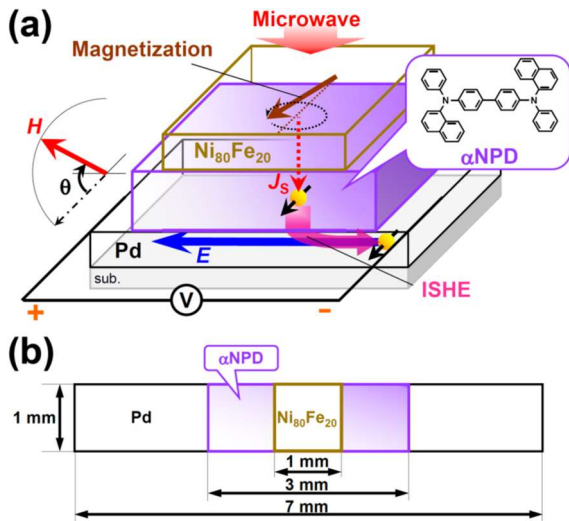 (a)
Microwave
Magnetization
H
θ
Ni80Fe20
αNPD
N
N
JS
Pd
E
sub.
ISHE
+
V
-
(b)
αNPD
1 mm
Pd
Ni80Fe20
1 mm
3 mm
7 mm